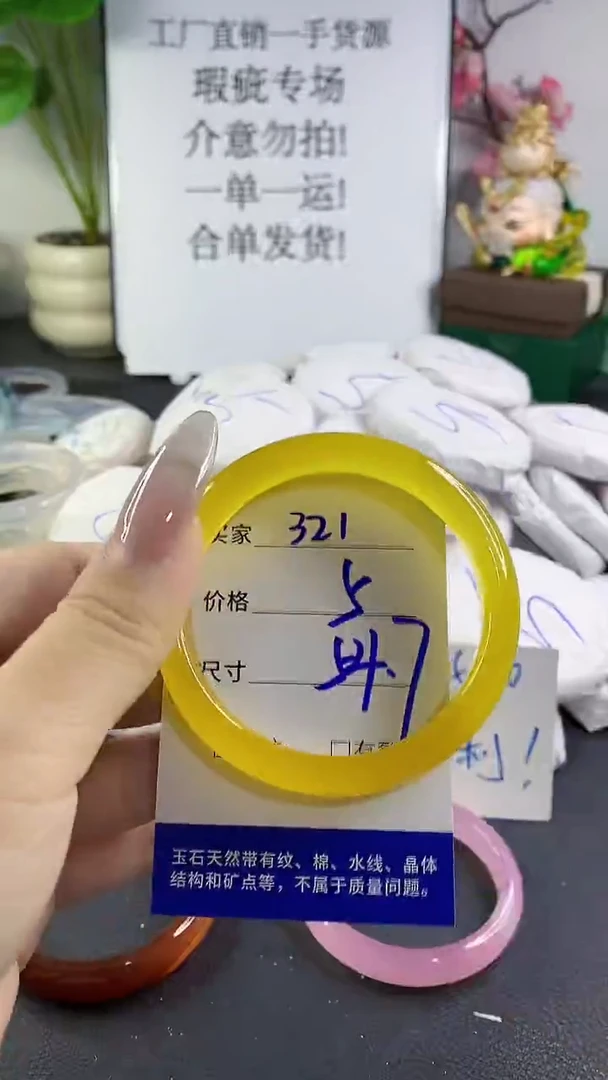 工厂直销一手货源
瑕疵专场
介意勿拍!
一单一运!
合单发货!
买家 321
价格
尺寸
玉石天然带有纹、棉、水线、晶体
结构和矿点等，不属于质量问题。
利!